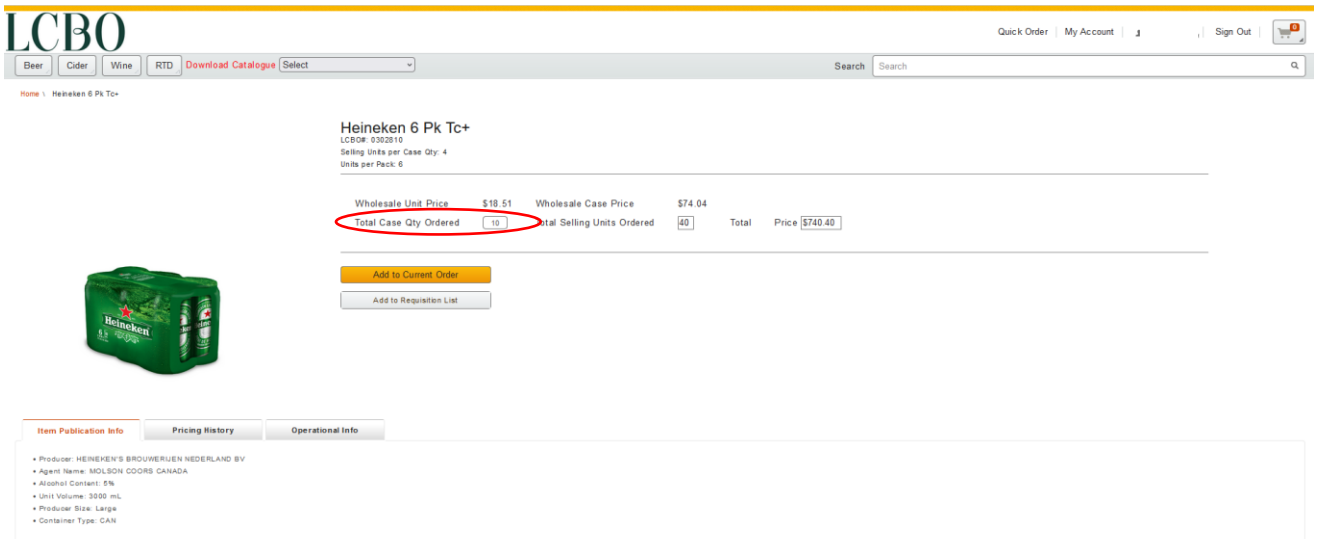 LCBO
Quick Order My Account Sign Out 0
Beer Cider Wine RTD Download Catalogue Select Search Search
Home \ Heineken 6 Pk Tc+
Heineken 6 Pk Tc+
LCBO#: 0302810
Selling Units per Case Qty: 4
Units per Pack: 6
Wholesale Unit Price $18.51 Wholesale Case Price $74.04
Total Case Qty Ordered 10 Total Selling Units Ordered 40 Total Price $740.40
Add to Current Order
Add to Requisition List
Heineken
Item Publication Info Pricing History Operational Info
• Producer: HEINEKEN'S BROUWERIJEN NEDERLAND BV
• Agent Name: MOLSON COORS CANADA
• Alcohol Content: 5%
• Unit Volume: 3000 mL
• Producer Size: Large
• Container Type: CAN